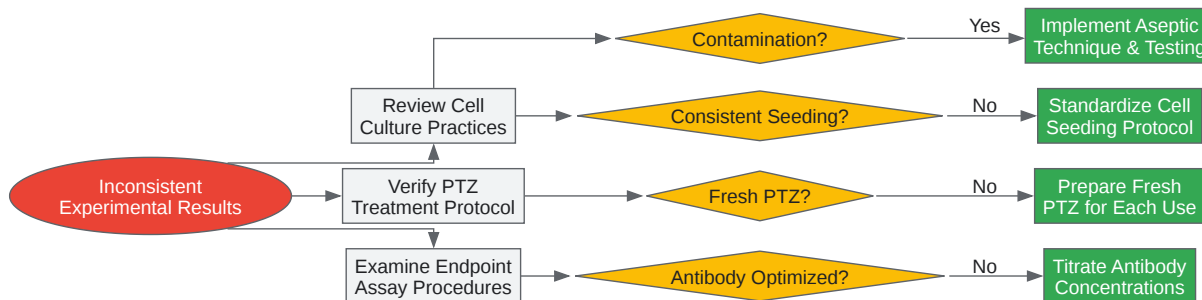 Contamination?
Yes
Implement Aseptic
Technique & Testing
Review Cell
Culture Practices
Consistent Seeding?
No
Standardize Cell
Seeding Protocol
Inconsistent
Experimental Results
Verify PTZ
Treatment Protocol
Fresh PTZ?
No
Prepare Fresh
PTZ for Each Use
Examine Endpoint
Assay Procedures
Antibody Optimized?
No
Titrate Antibody
Concentrations